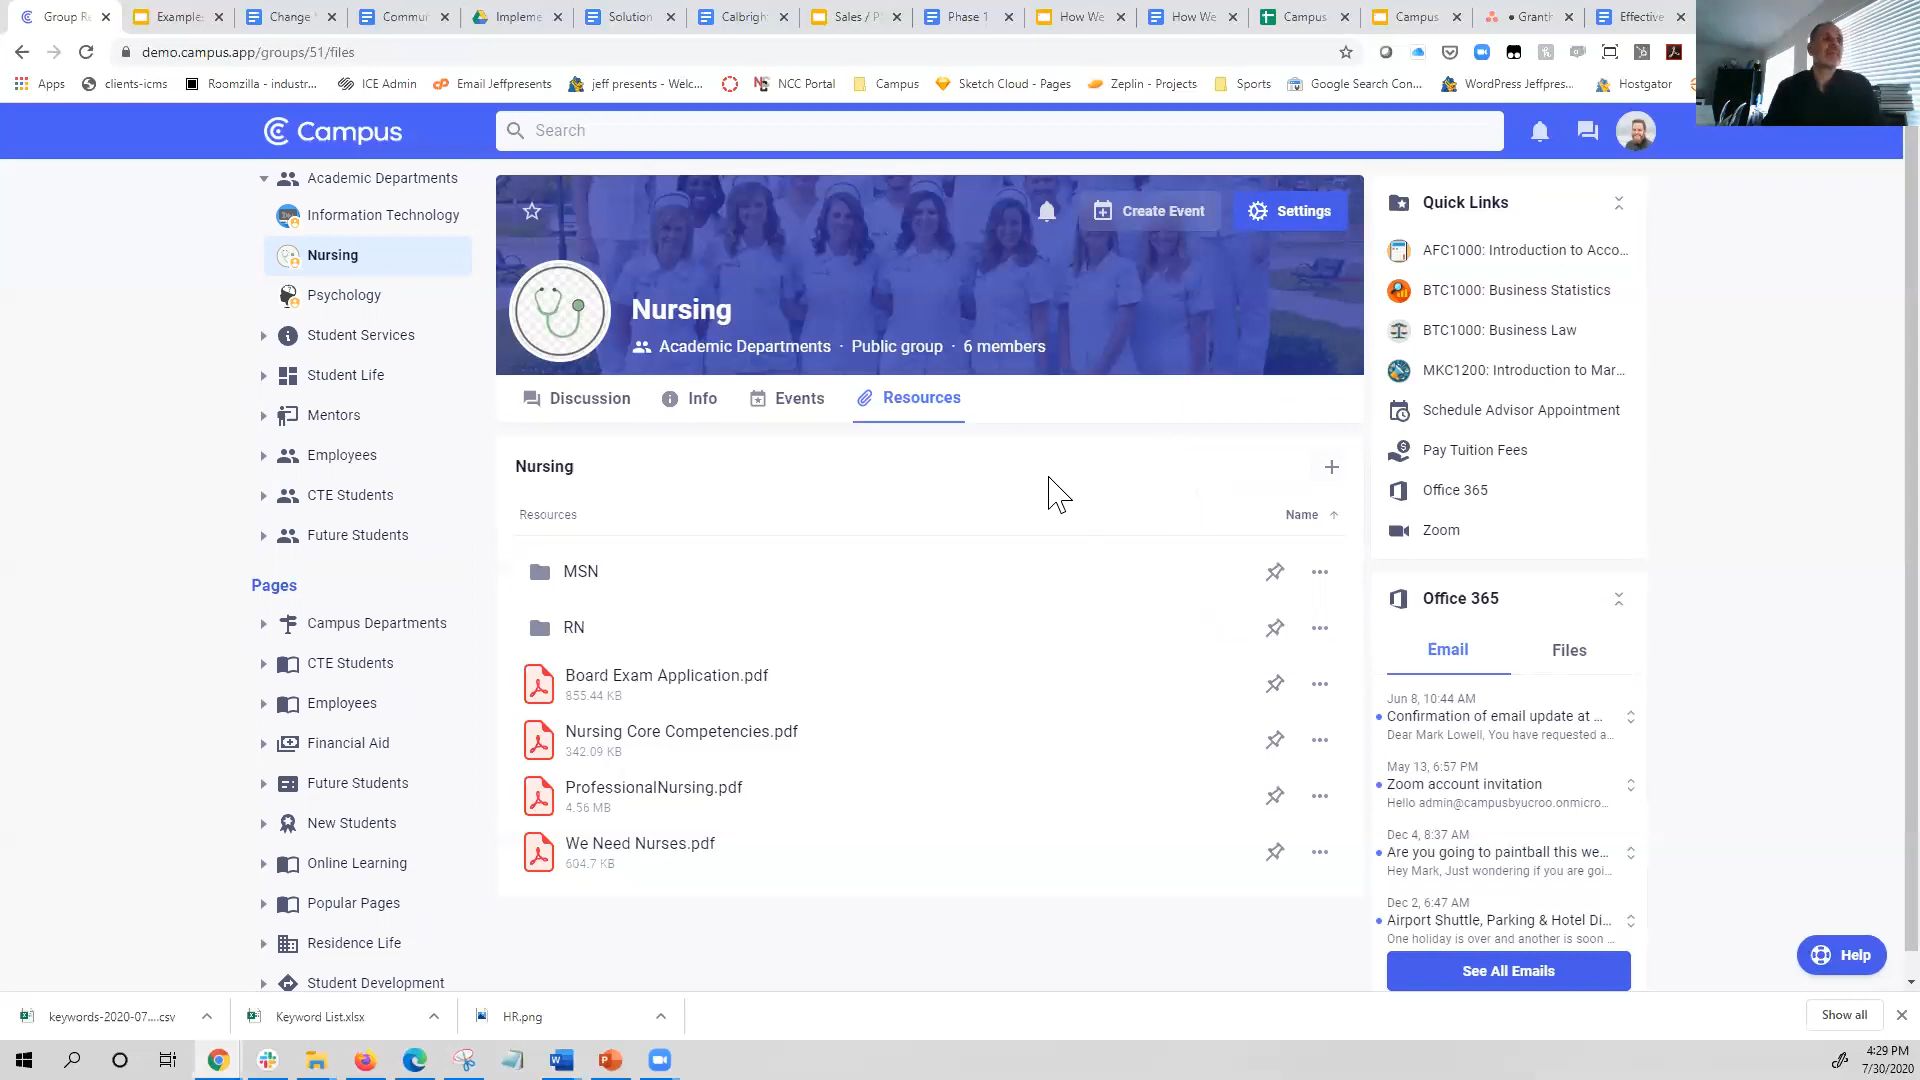 Group Re
Example:
Change
Commur
Impleme
Solution
Calbright
Sales / P
Phase 1
How We
How We
Campus
Campus
● Granth
Effective
demo.campus.app/groups/51/files
Apps
clients-icms
Roomzilla - industr...
ICE Admin
Email Jeffpresents
jeff presents - Welc...
NCC Portal
Campus
Sketch Cloud - Pages
Zeplin - Projects
Sports
Google Search Con...
WordPress Jeffpres...
Hostgator
Campus
Search
Academic Departments
Information Technology
Nursing
Psychology
Student Services
Student Life
Mentors
Employees
CTE Students
Future Students
Pages
Campus Departments
CTE Students
Employees
Financial Aid
Future Students
New Students
Online Learning
Popular Pages
Residence Life
Student Development
Create Event
Settings
Nursing
Academic Departments · Public group · 6 members
Discussion
Info
Events
Resources
Nursing
Resources
Name
MSN
RN
Board Exam Application.pdf
855.44 KB
Nursing Core Competencies.pdf
342.09 KB
ProfessionalNursing.pdf
4.56 MB
We Need Nurses.pdf
604.7 KB
Quick Links
AFC1000: Introduction to Acco...
BTC1000: Business Statistics
BTC1000: Business Law
MKC1200: Introduction to Mar...
Schedule Advisor Appointment
Pay Tuition Fees
Office 365
Zoom
Office 365
Email
Files
Jun 8, 10:44 AM
Confirmation of email update at ...
Dear Mark Lowell, You have requested a...
May 13, 6:57 PM
Zoom account invitation
Hello admin@campusbyucroo.onmicro...
Dec 4, 8:37 AM
Are you going to paintball this we...
Hey Mark, Just wondering if you are goi...
Dec 2, 6:47 AM
Airport Shuttle, Parking & Hotel Di...
One holiday is over and another is soon ...
See All Emails
Help
keywords-2020-07....csv
Keyword List.xlsx
HR.png
Show all
4:29 PM
7/30/2020